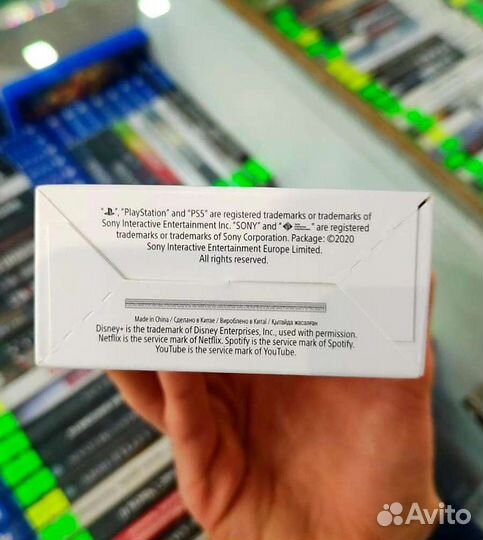 "", "PlayStation" and "PS5" are registered trademarks or trademarks of
Sony Interactive Entertainment Inc. "SONY" and "" are registered
trademarks or trademarks of Sony Corporation. Package: ©2020
Sony Interactive Entertainment Europe Limited.
All rights reserved.
Made in China / Сделано в Китае / Вироблено в Китаї / Қытайда жасалған
Disney+ is the trademark of Disney Enterprises, Inc., used with permission.
Netflix is the service mark of Netflix. Spotify is the service mark of Spotify.
YouTube is the service mark of YouTube.
Avito